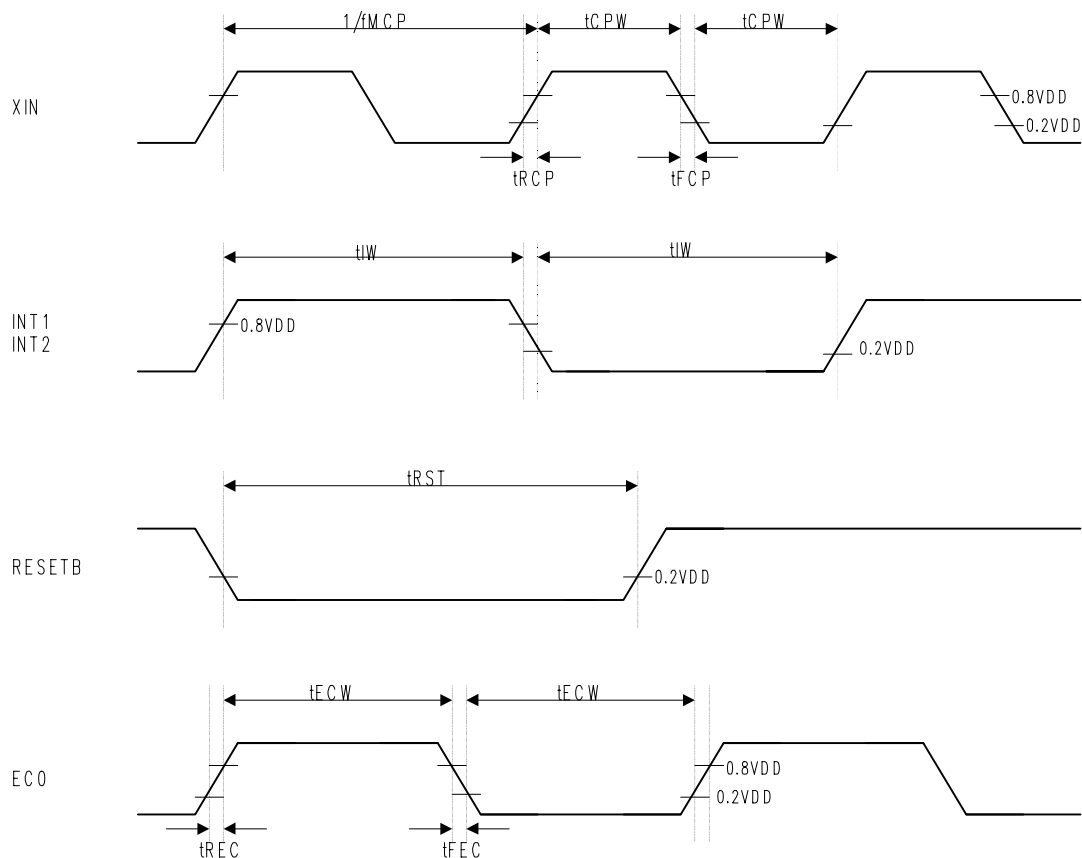 1/fMCP tCPW tCPW
XIN
0.8VDD
0.2VDD
tRCP tFCP
tIW tIW
INT1
INT2
0.8VDD
0.2VDD
tRST
RESETB
0.2VDD
tECW tECW
EC0
0.8VDD
0.2VDD
tREC tFEC